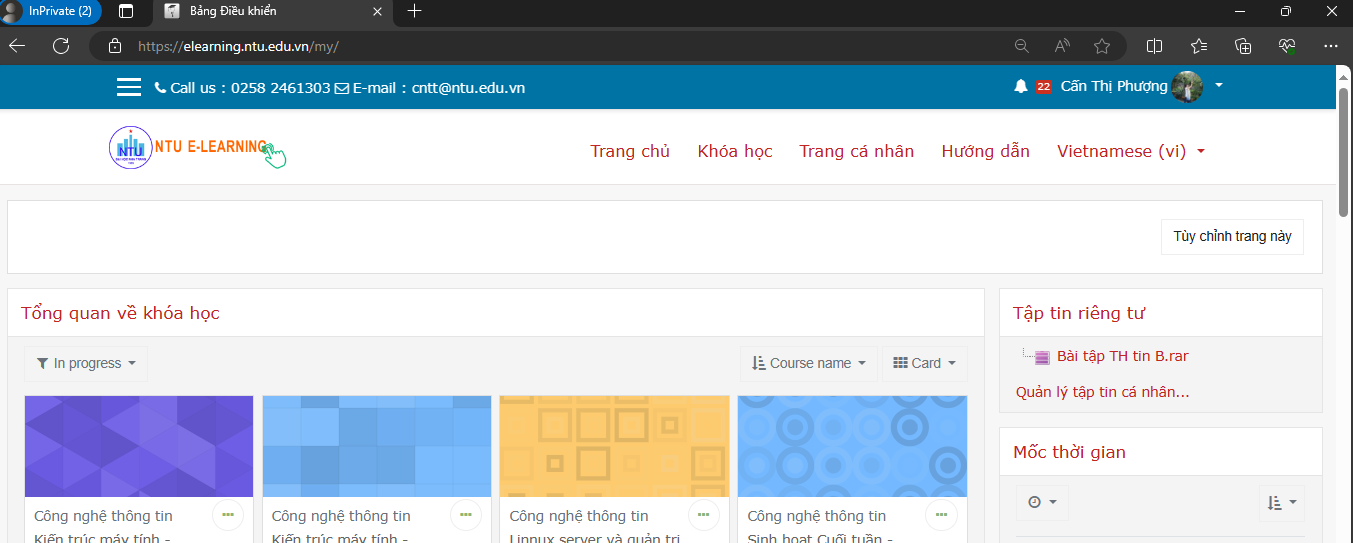 InPrivate (2)
Bảng Điều khiển
https://elearning.ntu.edu.vn/my/
Call us : 0258 2461303 E-mail : cntt@ntu.edu.vn
22 Cấn Thị Phượng
NTU NTU E-LEARNING
Trang chủ Khóa học Trang cá nhân Hướng dẫn Vietnamese (vi)
Tùy chỉnh trang này
Tổng quan về khóa học
In progress
Course name
Card
Công nghệ thông tin
Kiến trúc máy tính -
Công nghệ thông tin
Kiến trúc máy tính -
Công nghệ thông tin
Linnux server và quản trị
Công nghệ thông tin
Sinh hoạt Cuối tuần -
Tập tin riêng tư
Bài tập TH tin B.rar
Quản lý tập tin cá nhân...
Mốc thời gian